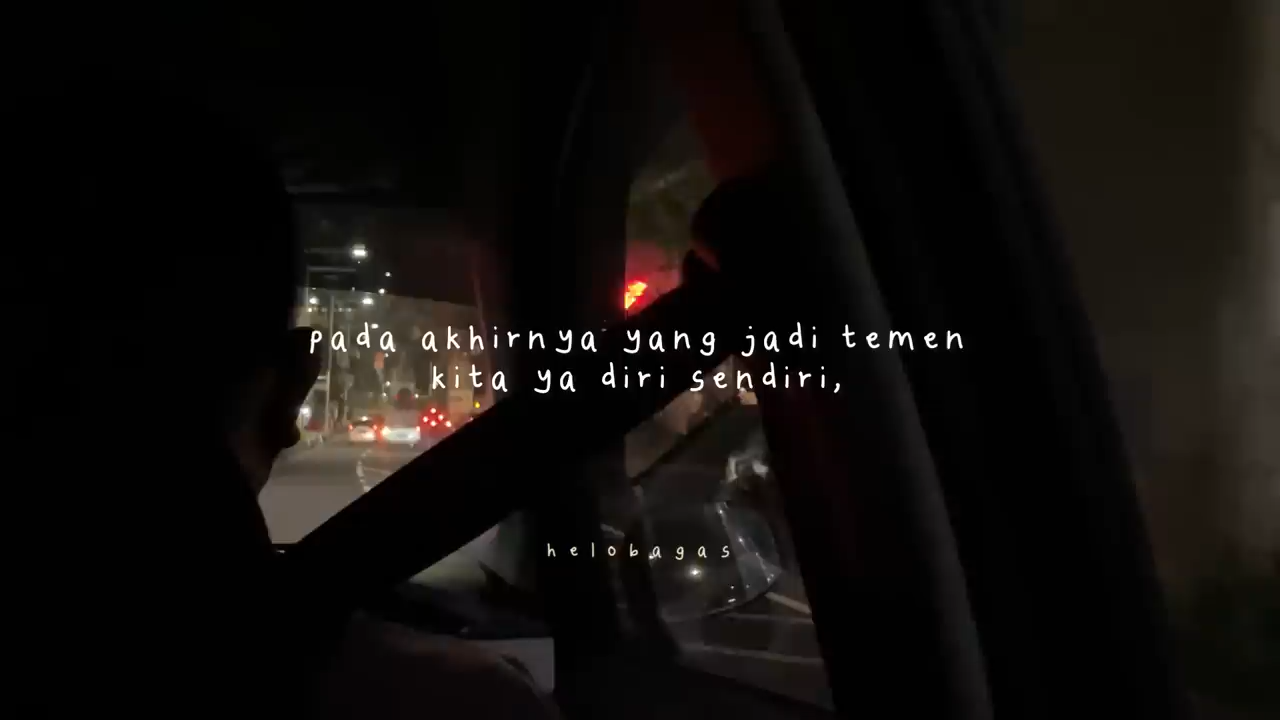 pada akhirnya yang jadi temen
kita ya diri sendiri,
helobagas